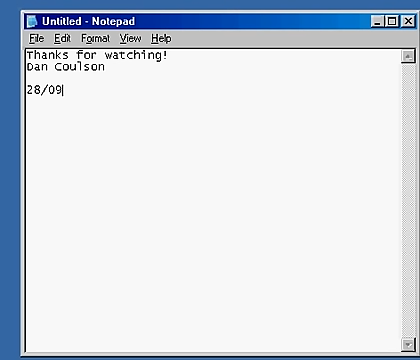 Untitled - Notepad
File Edit Format View Help
Thanks for watching!
Dan Coulson
28/09